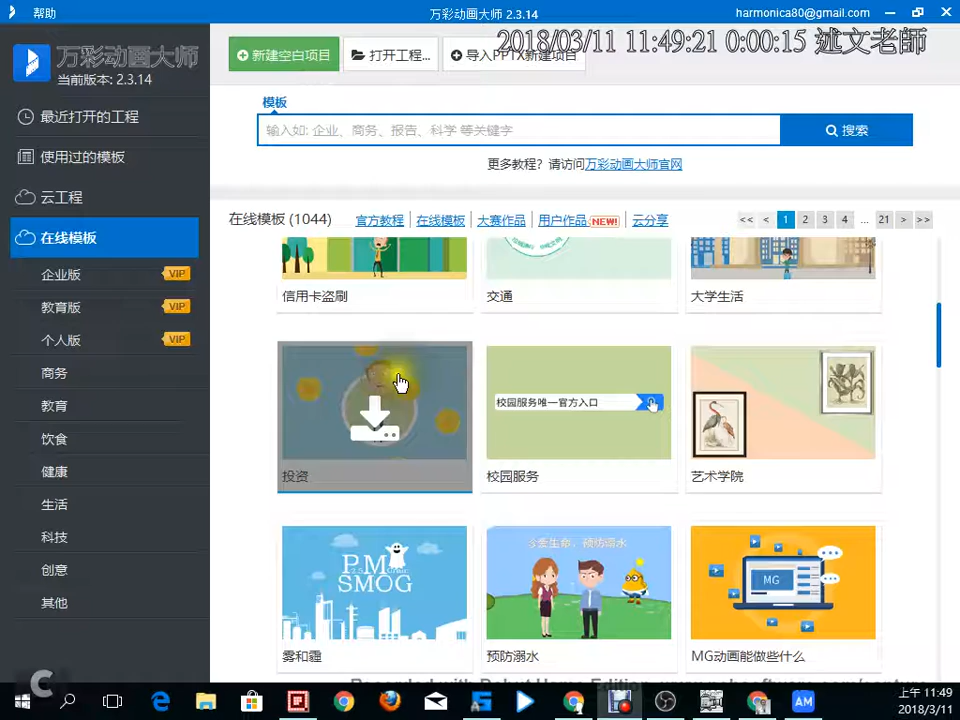 帮助
万彩动画大师 2.3.14
harmonica80@gmail.com
2018/03/11 11:49:21 0:00:15 述文老師
万彩动画大师
当前版本: 2.3.14
新建空白项目
打开工程...
导入PPTX新建项目
最近打开的工程
使用过的模板
云工程
在线模板
企业版 VIP
教育版 VIP
个人版 VIP
商务
教育
饮食
健康
生活
科技
创意
其他
模板
输入如: 企业、商务、报告、科学 等关键字
搜索
更多教程？请访问万彩动画大师官网
在线模板 (1044)
官方教程 | 在线模板 | 大赛作品 | 用户作品 NEW! | 云分享
<< < 1 2 3 4 ... 21 > >>
信用卡盗刷
交通
大学生活
投资
校园服务唯一官方入口
校园服务
艺术学院
PM
SMOG
雾和霾
预防溺水
MG
MG动画能做些什么
AM
上午 11:49
2018/3/11